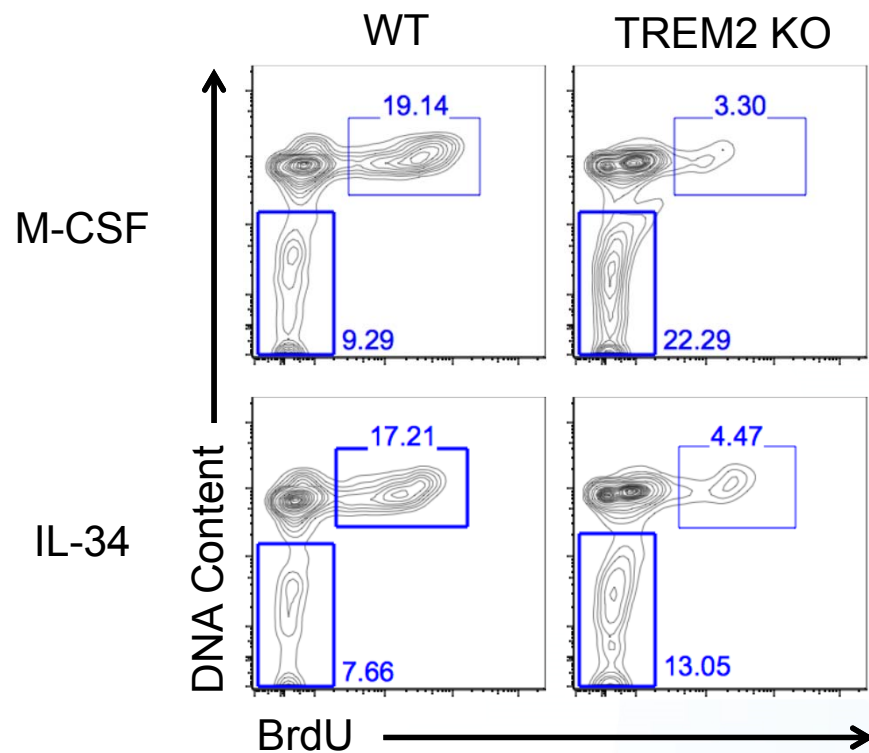 WT
TREM2 KO
M-CSF
19.14
3.30
9.29
22.29
IL-34
17.21
4.47
7.66
13.05
DNA Content
BrdU